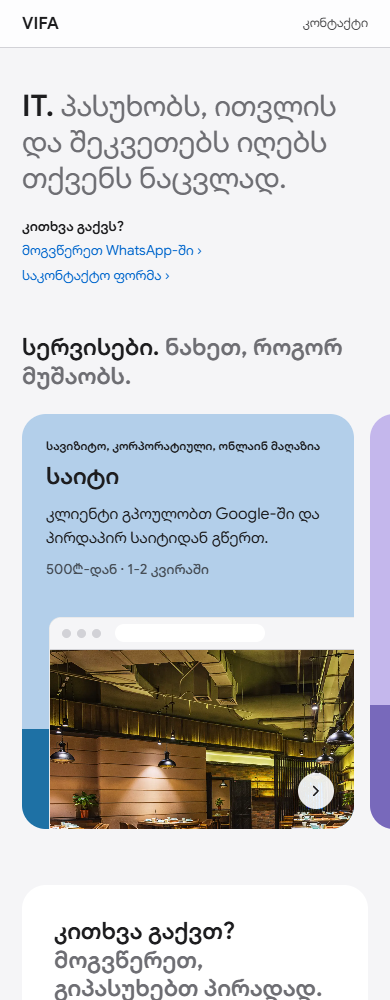 VIFA
კონტაქტი
IT. პასუხობს, ითვლის
და შეკვეთებს იღებს
თქვენს ნაცვლად.
კითხვა გაქვს?
მოგვწერეთ WhatsApp-ში ›
საკონტაქტო ფორმა ›
სერვისები. ნახეთ, როგორ
მუშაობს.
სავიზიტო, კორპორატიული, ონლაინ მაღაზია
საიტი
კლიენტი გპოულობთ Google-ში და
პირდაპირ საიტიდან გწერთ.
500₾-დან · 1-2 კვირაში
კითხვა გაქვთ?
მოგვწერეთ,
გიპასუხებთ პირადად.